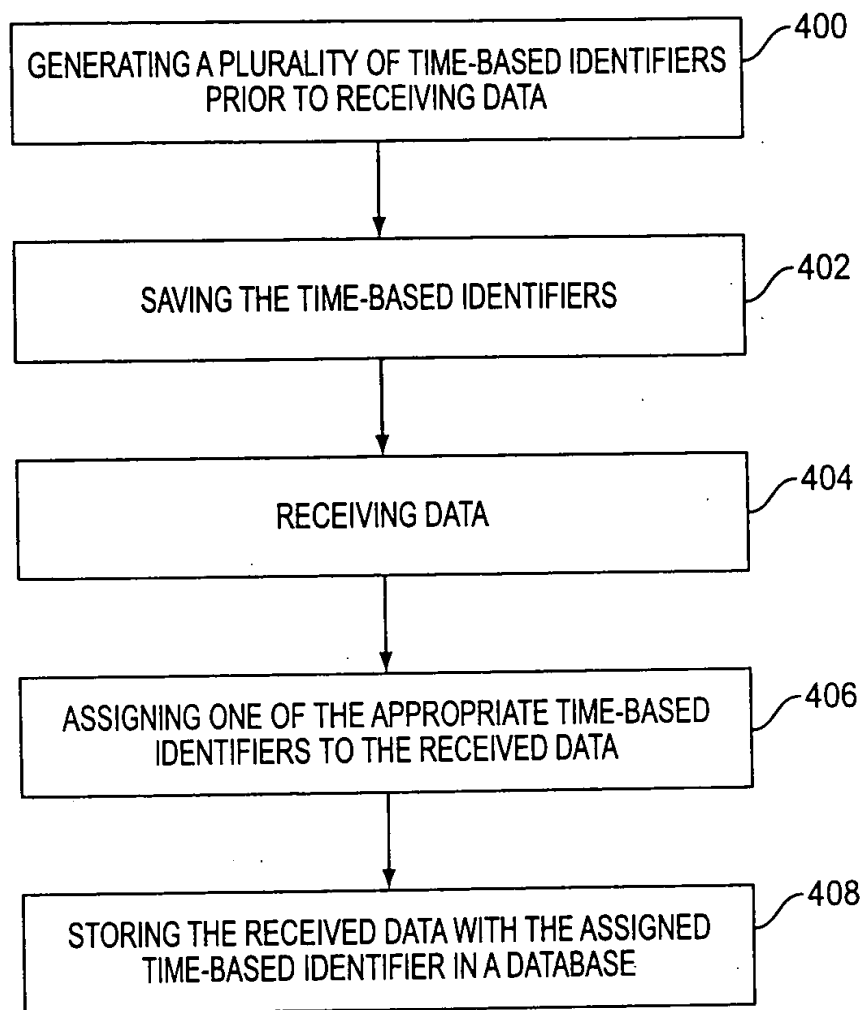 400
GENERATING A PLURALITY OF TIME-BASED IDENTIFIERS
PRIOR TO RECEIVING DATA
402
SAVING THE TIME-BASED IDENTIFIERS
404
RECEIVING DATA
406
ASSIGNING ONE OF THE APPROPRIATE TIME-BASED
IDENTIFIERS TO THE RECEIVED DATA
408
STORING THE RECEIVED DATA WITH THE ASSIGNED
TIME-BASED IDENTIFIER IN A DATABASE